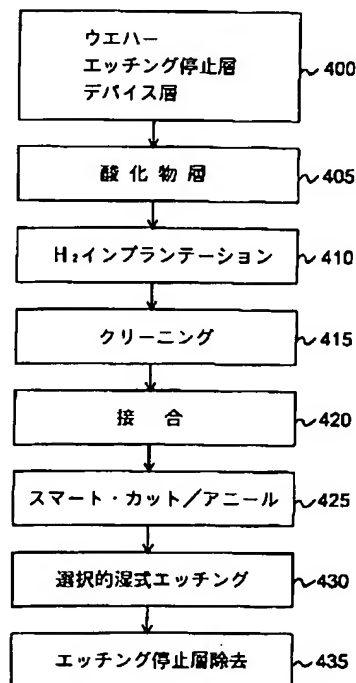 ウエハー
エッチング停止層
デバイス層
400
酸化物層
405
H₂インプランテーション
410
クリーニング
415
接 合
420
スマート・カット/アニール
425
選択的湿式エッチング
430
エッチング停止層除去
435